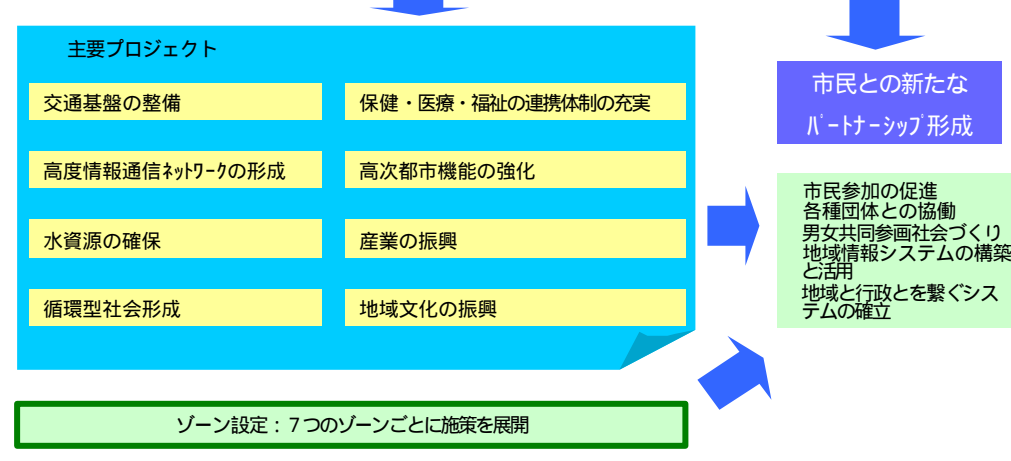 主要プロジェクト
交通基盤の整備
保健・医療・福祉の連携体制の充実
高度情報通信ﾈｯﾄﾜｰｸの形成
高次都市機能の強化
水資源の確保
産業の振興
循環型社会形成
地域文化の振興
市民との新たな
ﾊﾟｰﾄﾅｰｼｯﾌﾟ形成
市民参加の促進
各種団体との協働
男女共同参画社会づくり
地域情報システムの構築
と活用
地域と行政とを繋ぐシス
テムの確立
ゾーン設定：７つのゾーンごとに施策を展開